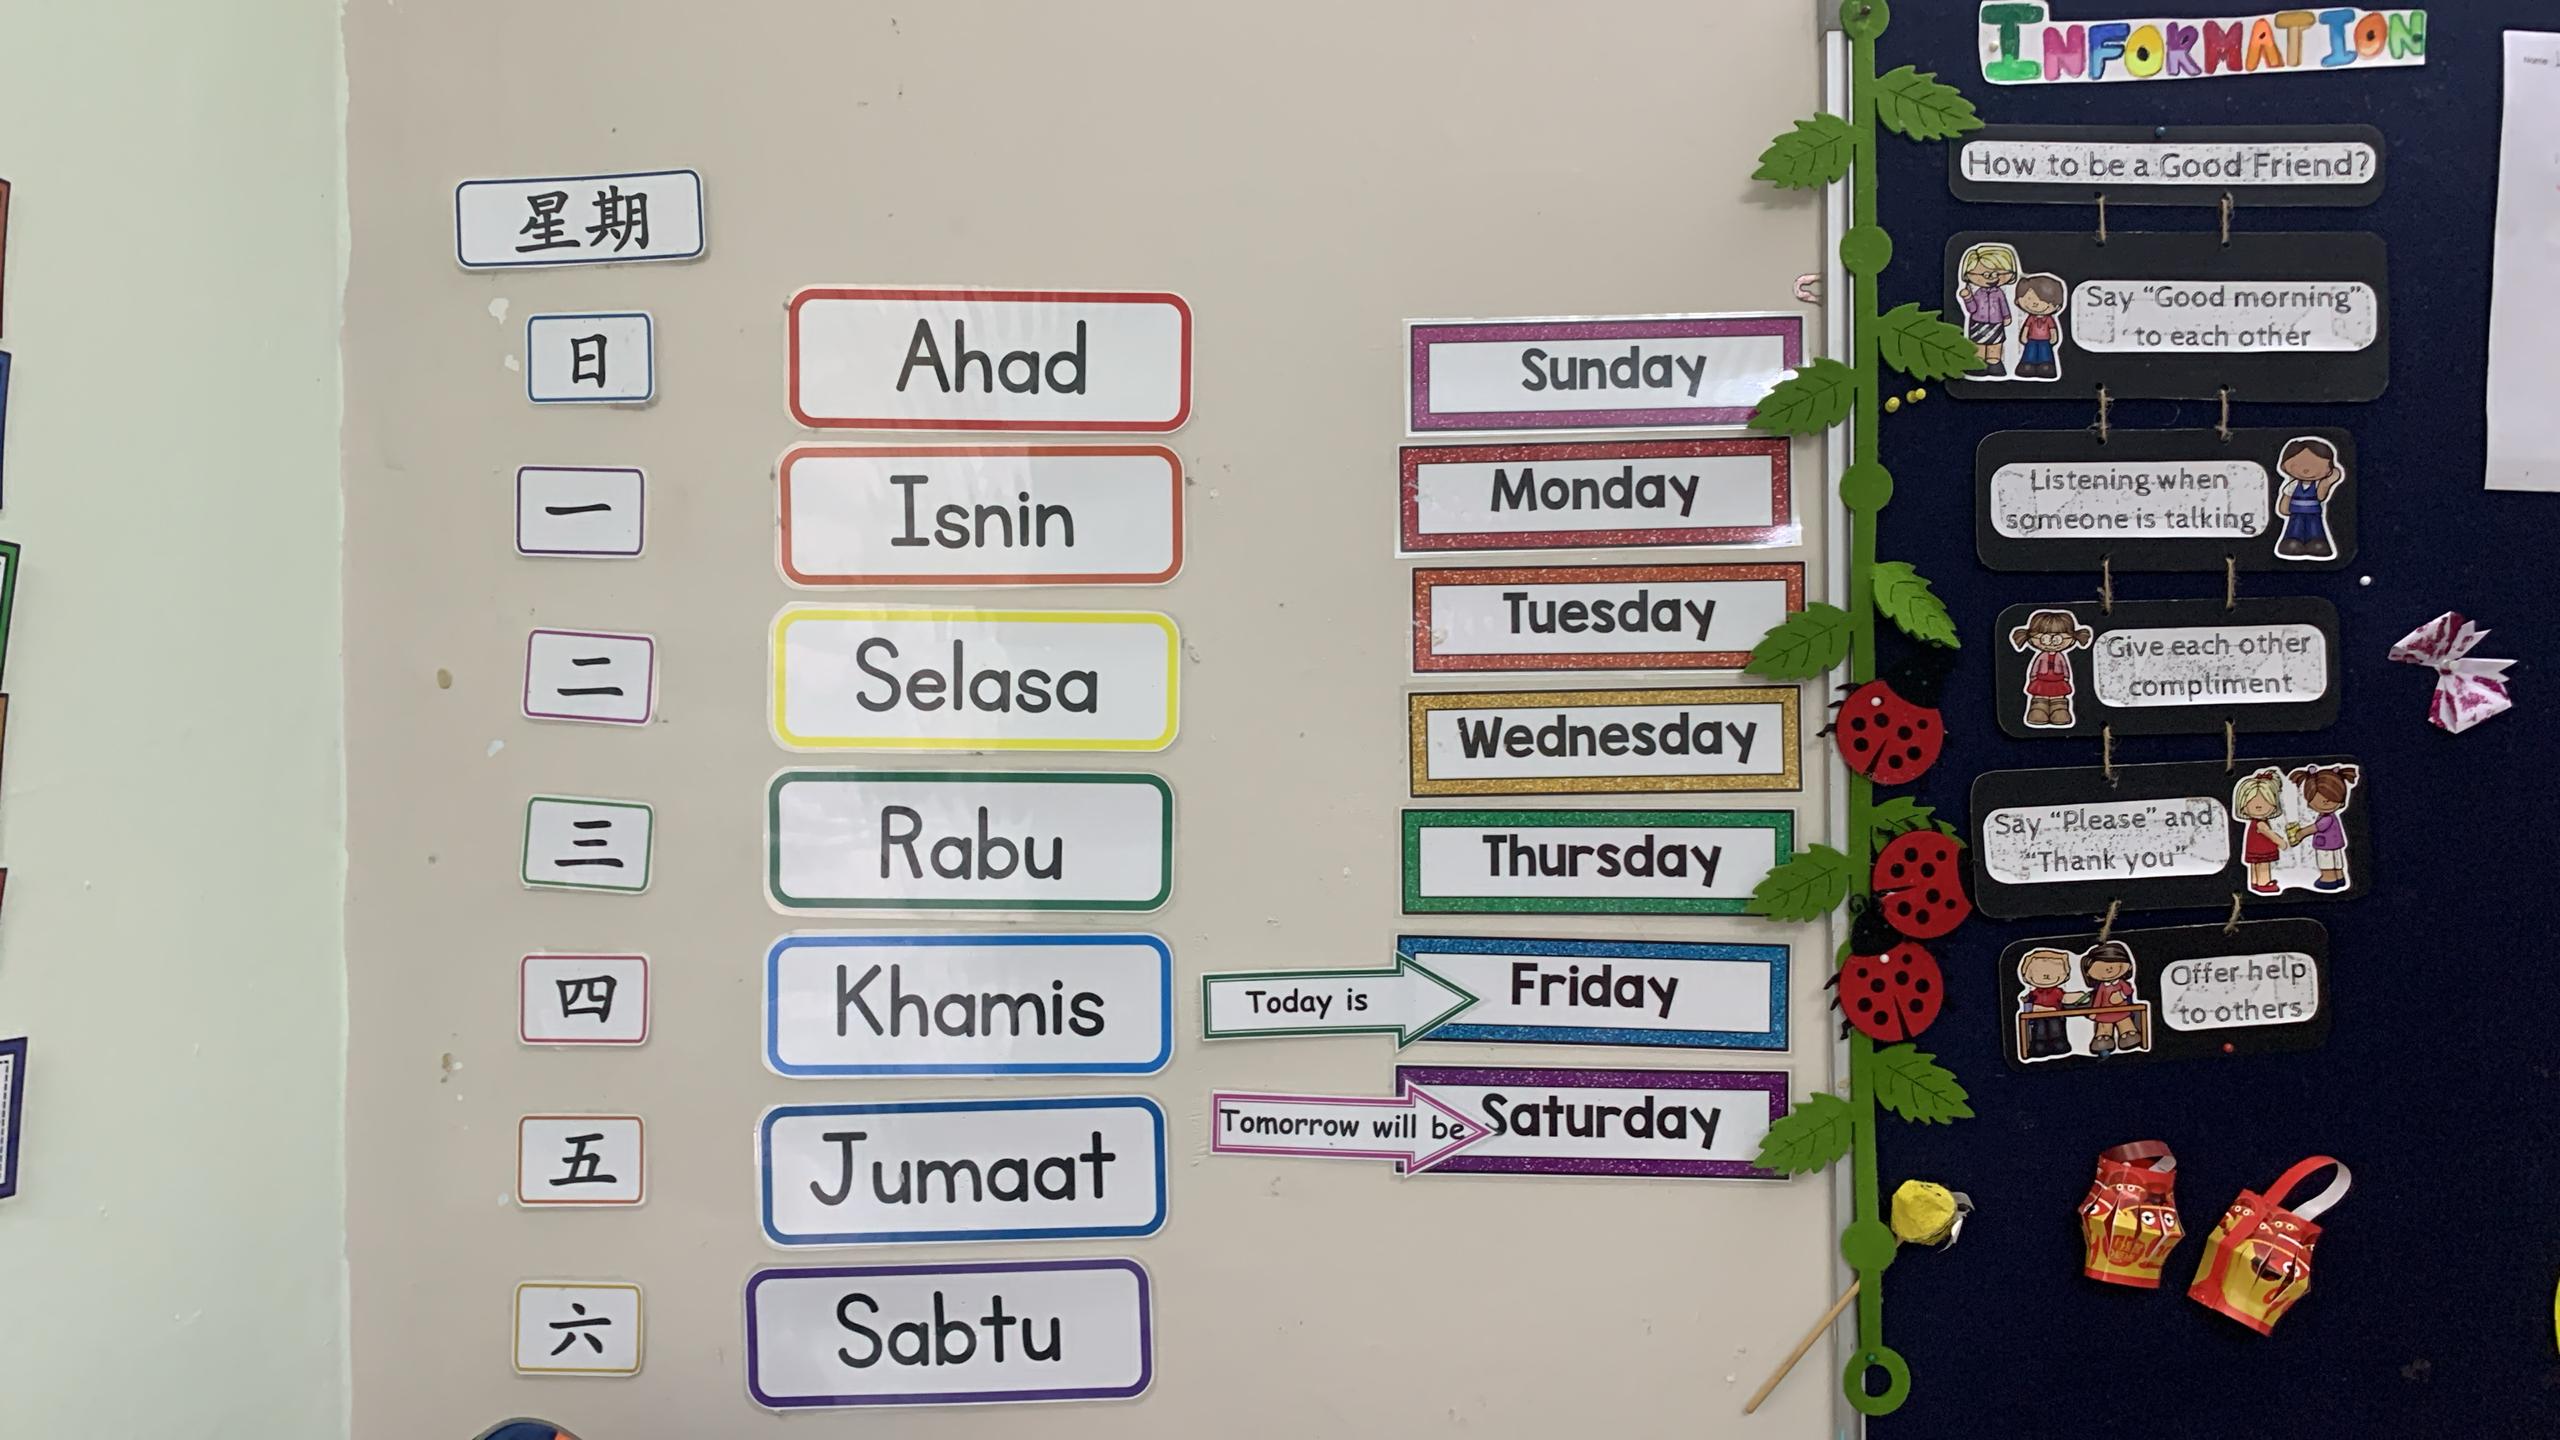 星期
日
一
二
三
四
五
六
Ahad
Isnin
Selasa
Rabu
Khamis
Jumaat
Sabtu
Sunday
Monday
Tuesday
Wednesday
Thursday
Today is
Friday
Tomorrow will be
Saturday
INFORMATION
How to be a Good Friend?
Say “Good morning”
to each other
Listening when
someone is talking
Give each other
compliment
Say “Please” and
“Thank you”
Offer help
to others
Name